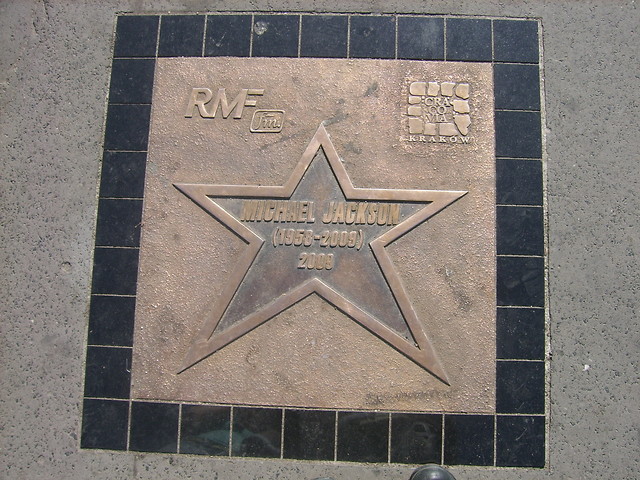 RMF
fm
CRA
CO
VIA
KRAKÓW
MICHAEL JACKSON
(1958-2009)
2009